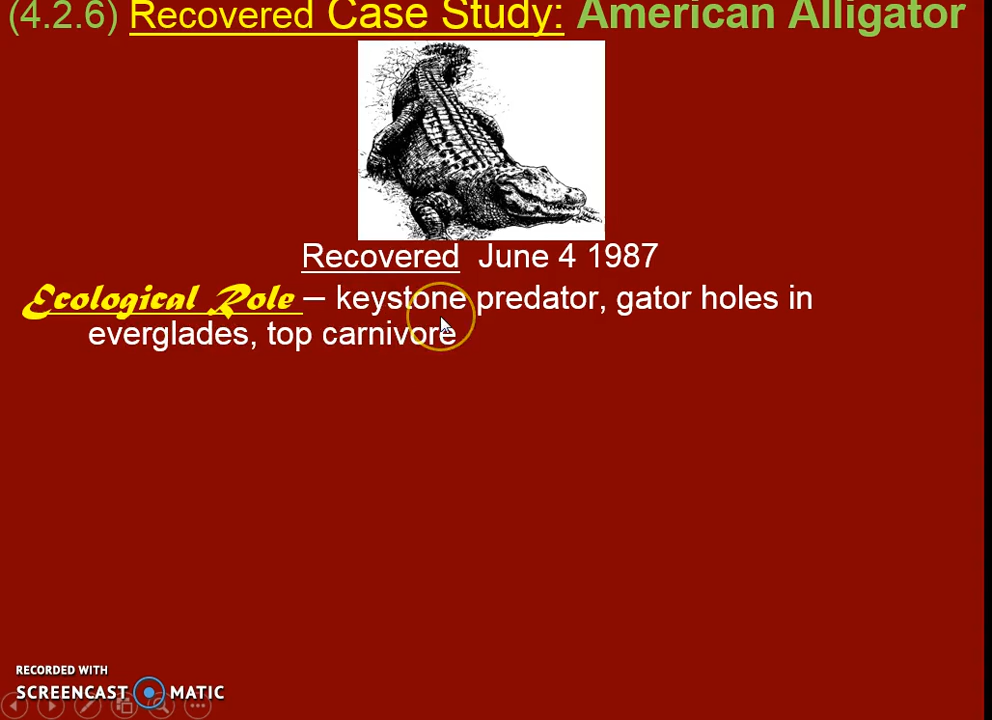 (4.2.6) Recovered Case Study: American Alligator
Recovered June 4 1987
Ecological Role – keystone predator, gator holes in
everglades, top carnivore
RECORDED WITH
SCREENCAST MATIC